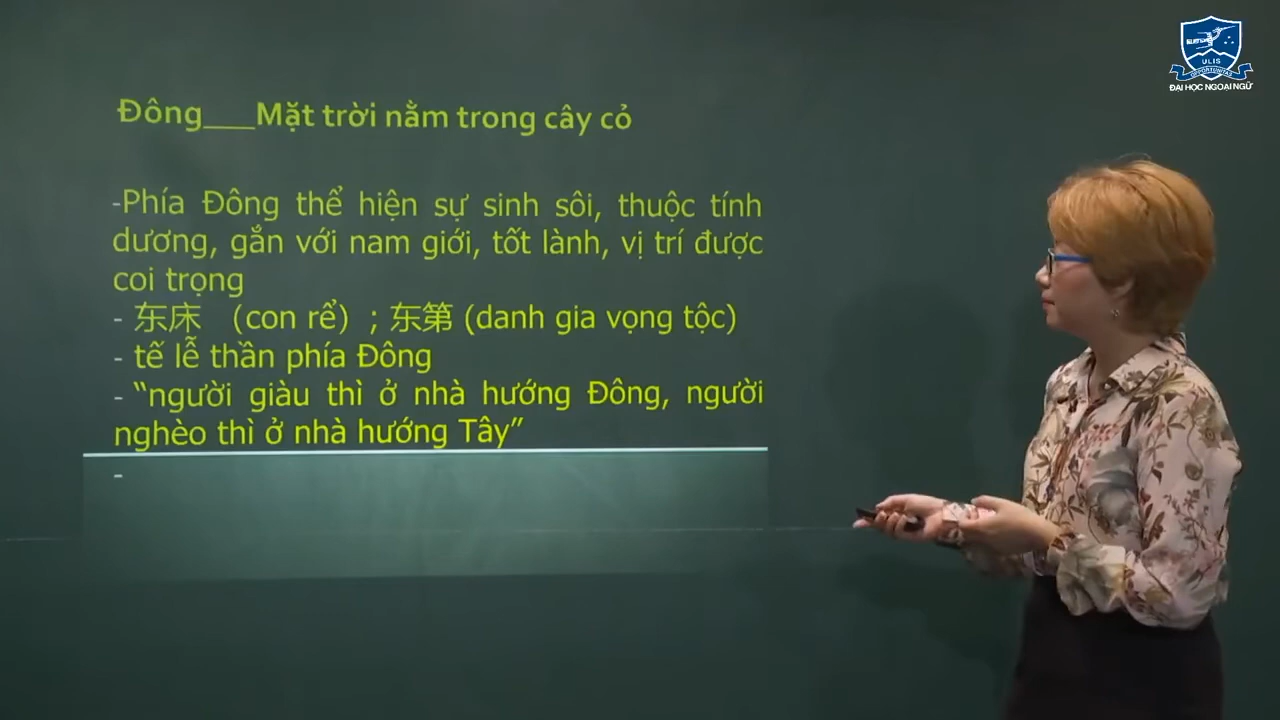 ULIS
ĐẠI HỌC NGOẠI NGỮ
Đông___Mặt trời nằm trong cây cỏ
-Phía Đông thể hiện sự sinh sôi, thuộc tính
dương, gắn với nam giới, tốt lành, vị trí được
coi trọng
- 东床 （con rể）; 东第 (danh gia vọng tộc)
- tế lễ thần phía Đông
- “người giàu thì ở nhà hướng Đông, người
nghèo thì ở nhà hướng Tây”
-